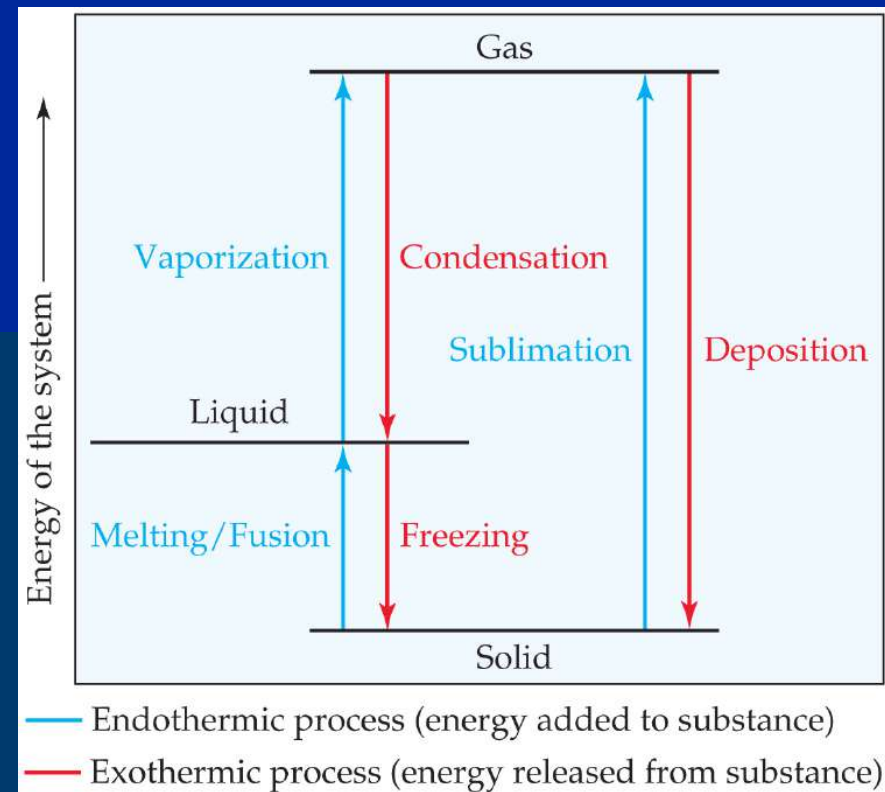 Gas
Vaporization
Condensation
Sublimation
Deposition
Liquid
Melting/Fusion
Freezing
Solid
Energy of the system
Endothermic process (energy added to substance)
Exothermic process (energy released from substance)